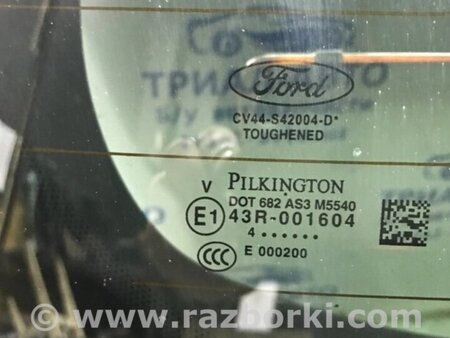 Ford
CV44-S42004-D*
TOUGHENED
V PILKINGTON
DOT 682 AS3 M5540
E1 43R-001604
4 ••••••
CCC E 000200
www.razborki.com